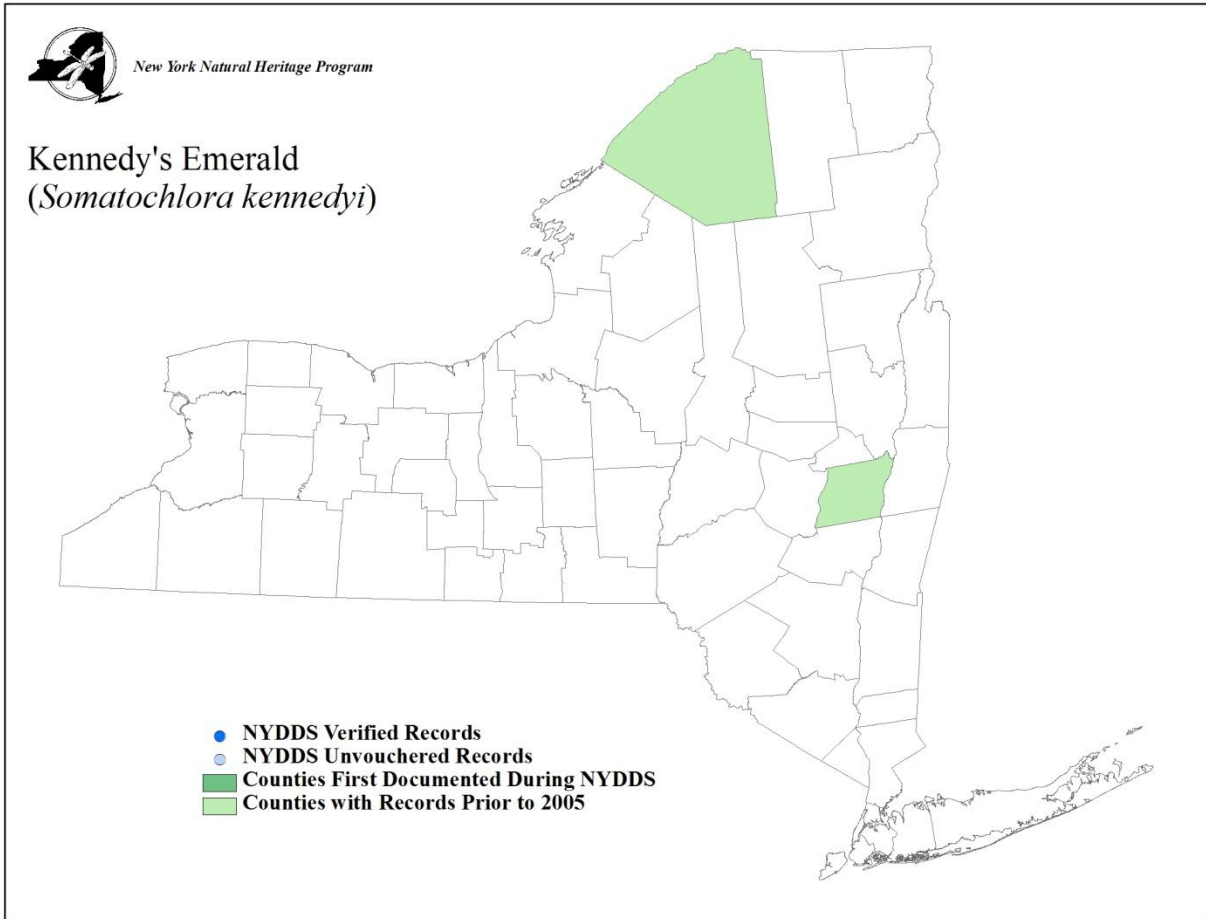 New York Natural Heritage Program
Kennedy's Emerald
(Somatochlora kennedyi)
NYDDS Verified Records
NYDDS Unvouchered Records
Counties First Documented During NYDDS
Counties with Records Prior to 2005